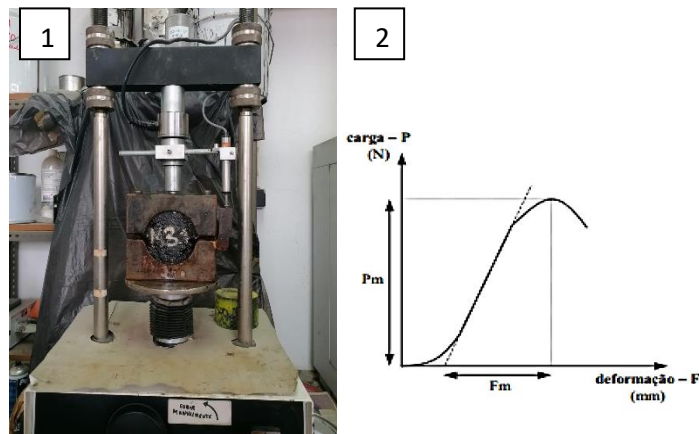 1
2
carga – P
(N)
Pm
Fm
deformação – F
(mm)